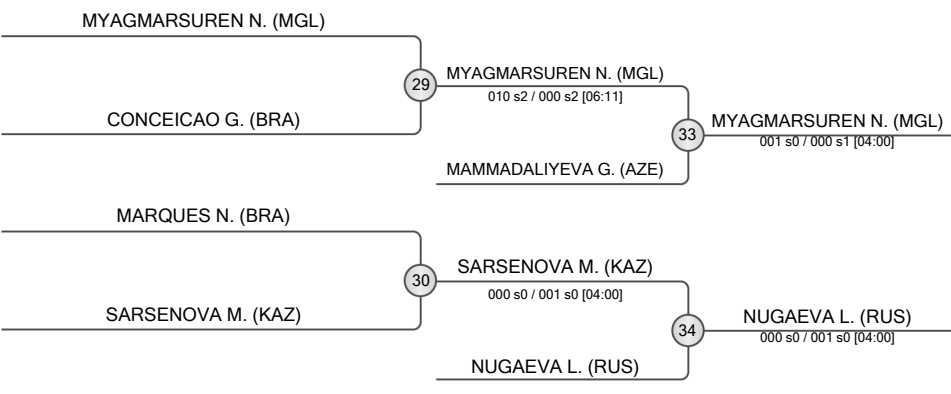 MYAGMARSUREN N. (MGL)
29
MYAGMARSUREN N. (MGL)
010 s2 / 000 s2 [06:11]
CONCEICAO G. (BRA)
33
MYAGMARSUREN N. (MGL)
001 s0 / 000 s1 [04:00]
MAMMADALIYEVA G. (AZE)
MARQUES N. (BRA)
30
SARSENOVA M. (KAZ)
000 s0 / 001 s0 [04:00]
SARSENOVA M. (KAZ)
34
NUGAEVA L. (RUS)
000 s0 / 001 s0 [04:00]
NUGAEVA L. (RUS)